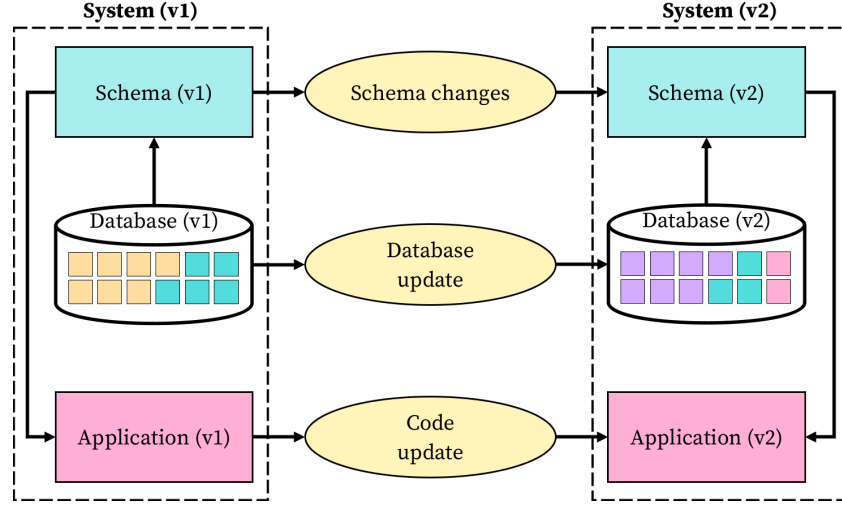 System (v1)
System (v2)
Schema (v1)
Schema changes
Schema (v2)
Database (v1)
Database
update
Database (v2)
Application (v1)
Code
update
Application (v2)